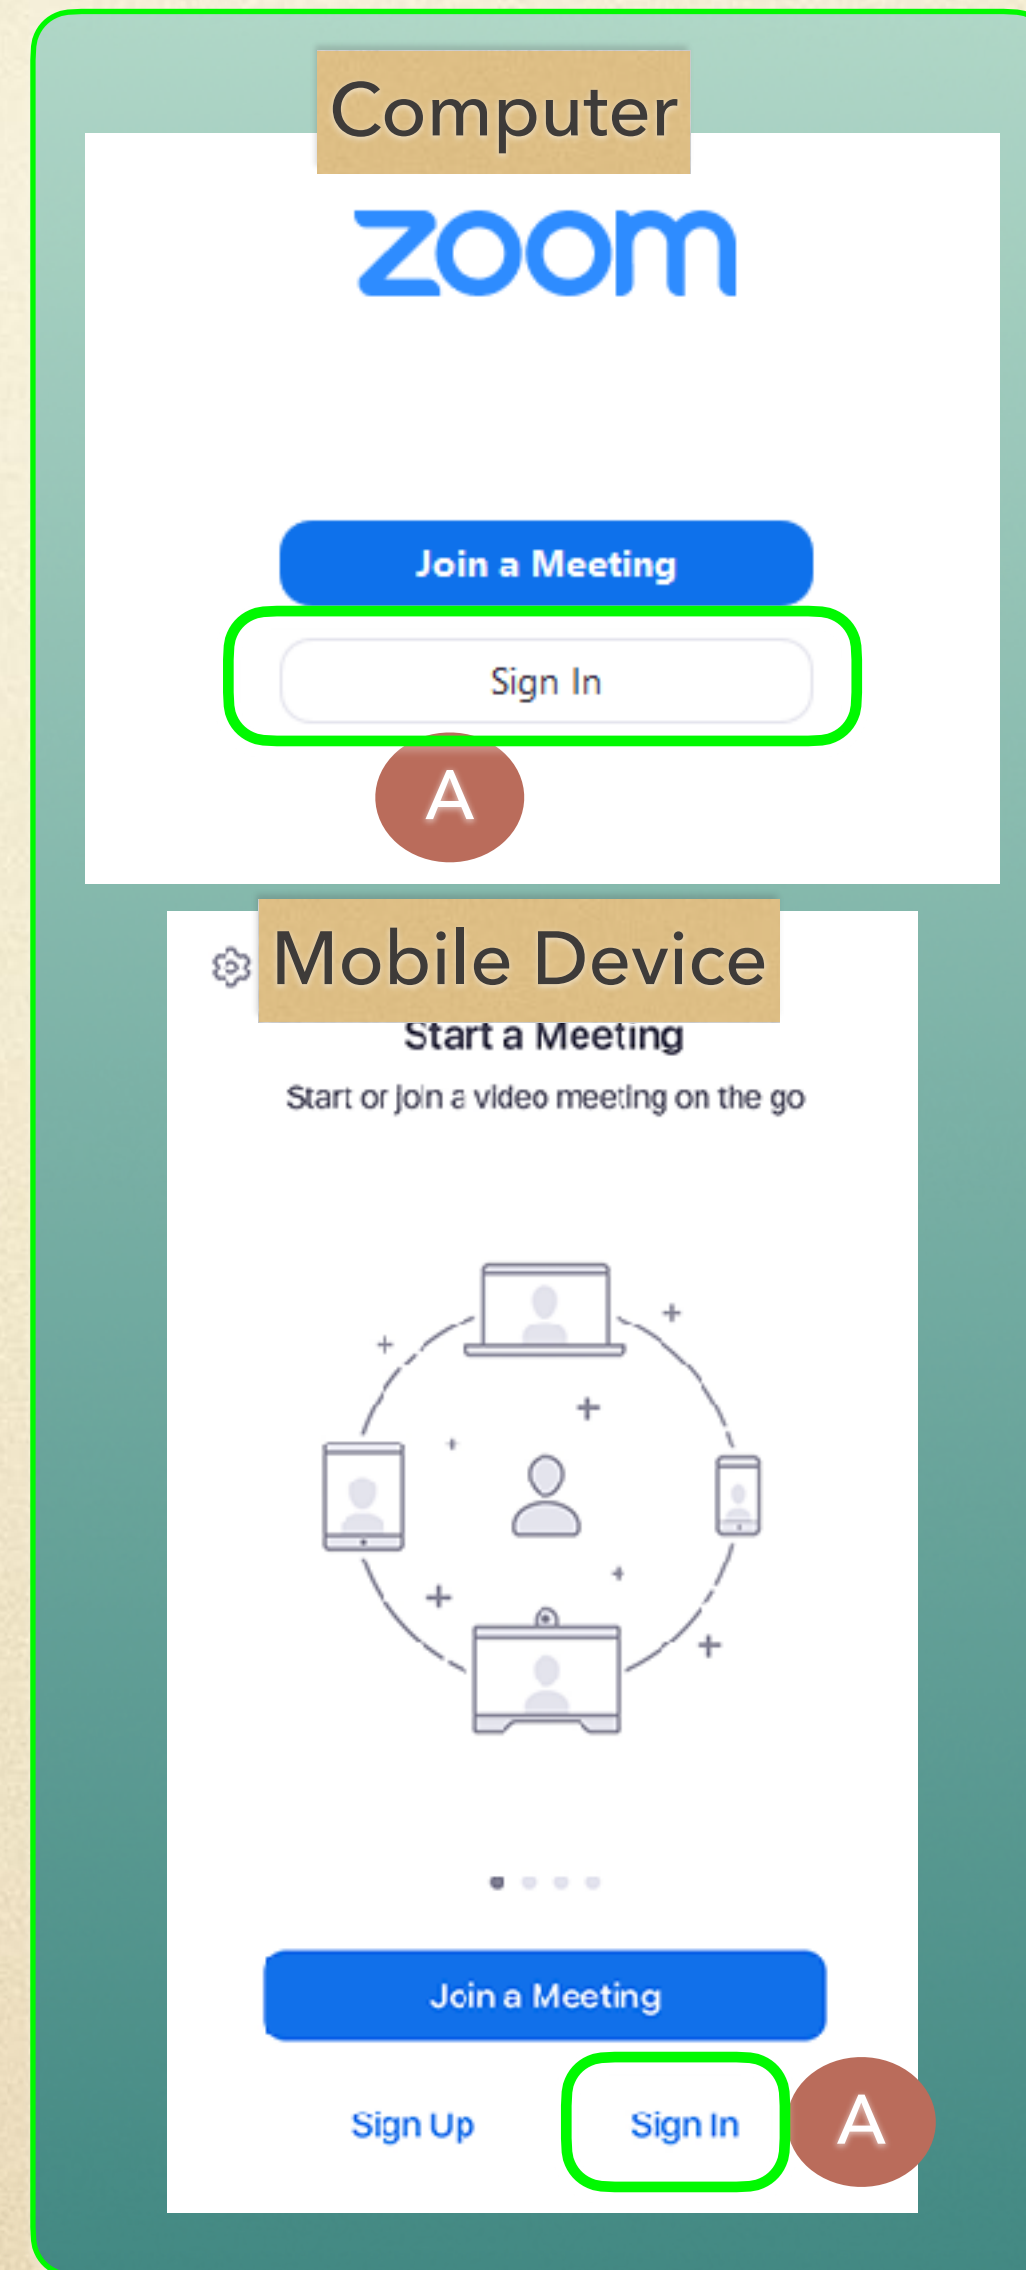 Computer
zoom
Join a Meeting
Sign In
A
Mobile Device
Start a Meeting
Start or join a video meeting on the go
Join a Meeting
Sign Up
Sign In
A